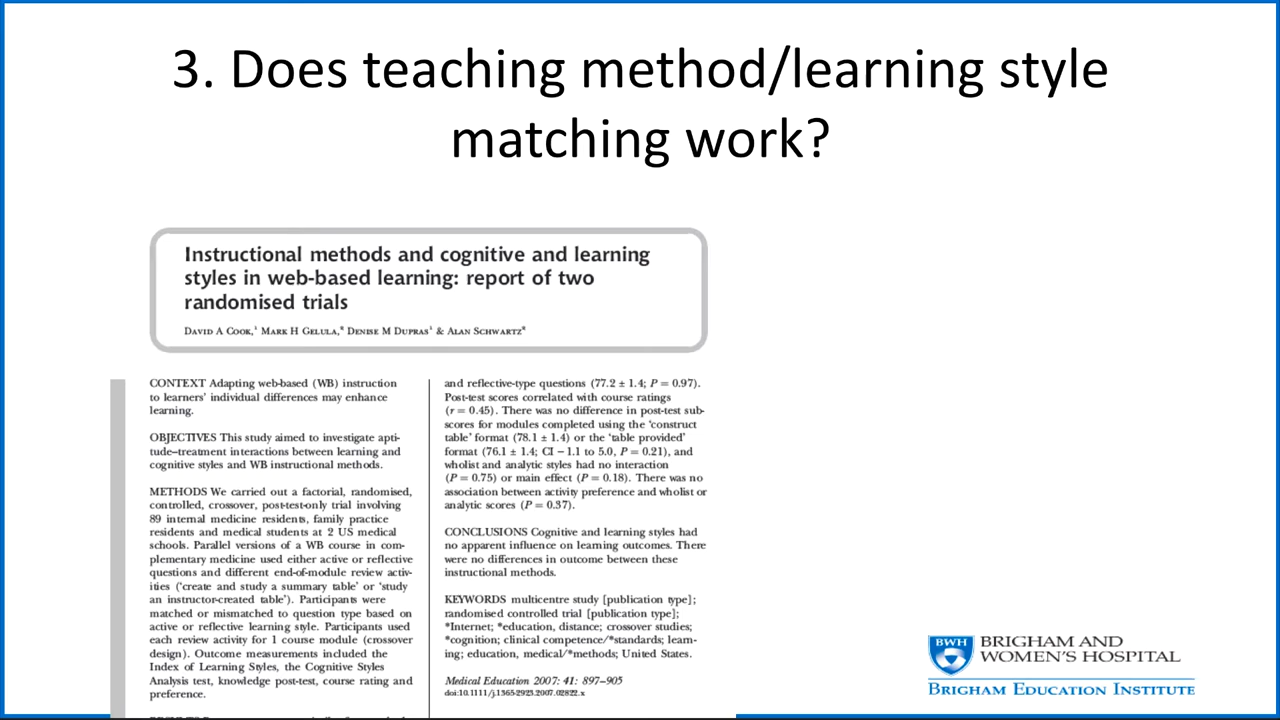 3. Does teaching method/learning style
matching work?
Instructional methods and cognitive and learning
styles in web-based learning: report of two
randomised trials
David A Cook,¹ Mark H Gelula,² Denise M Dupras¹ & Alan Schwartz²
CONTEXT Adapting web-based (WB) instruction
to learners' individual differences may enhance
learning.
OBJECTIVES This study aimed to investigate apti-
tude–treatment interactions between learning and
cognitive styles and WB instructional methods.
METHODS We carried out a factorial, randomised,
controlled, crossover, post-test-only trial involving
89 internal medicine residents, family practice
residents and medical students at 2 US medical
schools. Parallel versions of a WB course in com-
plementary medicine used either active or reflective
questions and different end-of-module review activ-
ities ('create and study a summary table' or 'study
an instructor-created table'). Participants were
matched or mismatched to question type based on
active or reflective learning style. Participants used
each review activity for 1 course module (crossover
design). Outcome measurements included the
Index of Learning Styles, the Cognitive Styles
Analysis test, knowledge post-test, course rating and
preference.
and reflective-type questions (77.2 ± 1.4; P = 0.97).
Post-test scores correlated with course ratings
(r = 0.45). There was no difference in post-test sub-
scores for modules completed using the 'construct
table' format (78.1 ± 1.4) or the 'table provided'
format (76.1 ± 1.4; CI − 1.1 to 5.0, P = 0.21), and
wholist and analytic styles had no interaction
(P = 0.75) or main effect (P = 0.18). There was no
association between activity preference and wholist or
analytic scores (P = 0.37).
CONCLUSIONS Cognitive and learning styles had
no apparent influence on learning outcomes. There
were no differences in outcome between these
instructional methods.
KEYWORDS multicentre study [publication type];
randomised controlled trial [publication type];
*Internet; *education, distance; crossover studies;
*cognition; clinical competence/*standards; learn-
ing; education, medical/*methods; United States.
Medical Education 2007: 41: 897–905
doi:10.1111/j.1365-2923.2007.02822.x
BWH
BRIGHAM AND
WOMEN'S HOSPITAL
BRIGHAM EDUCATION INSTITUTE